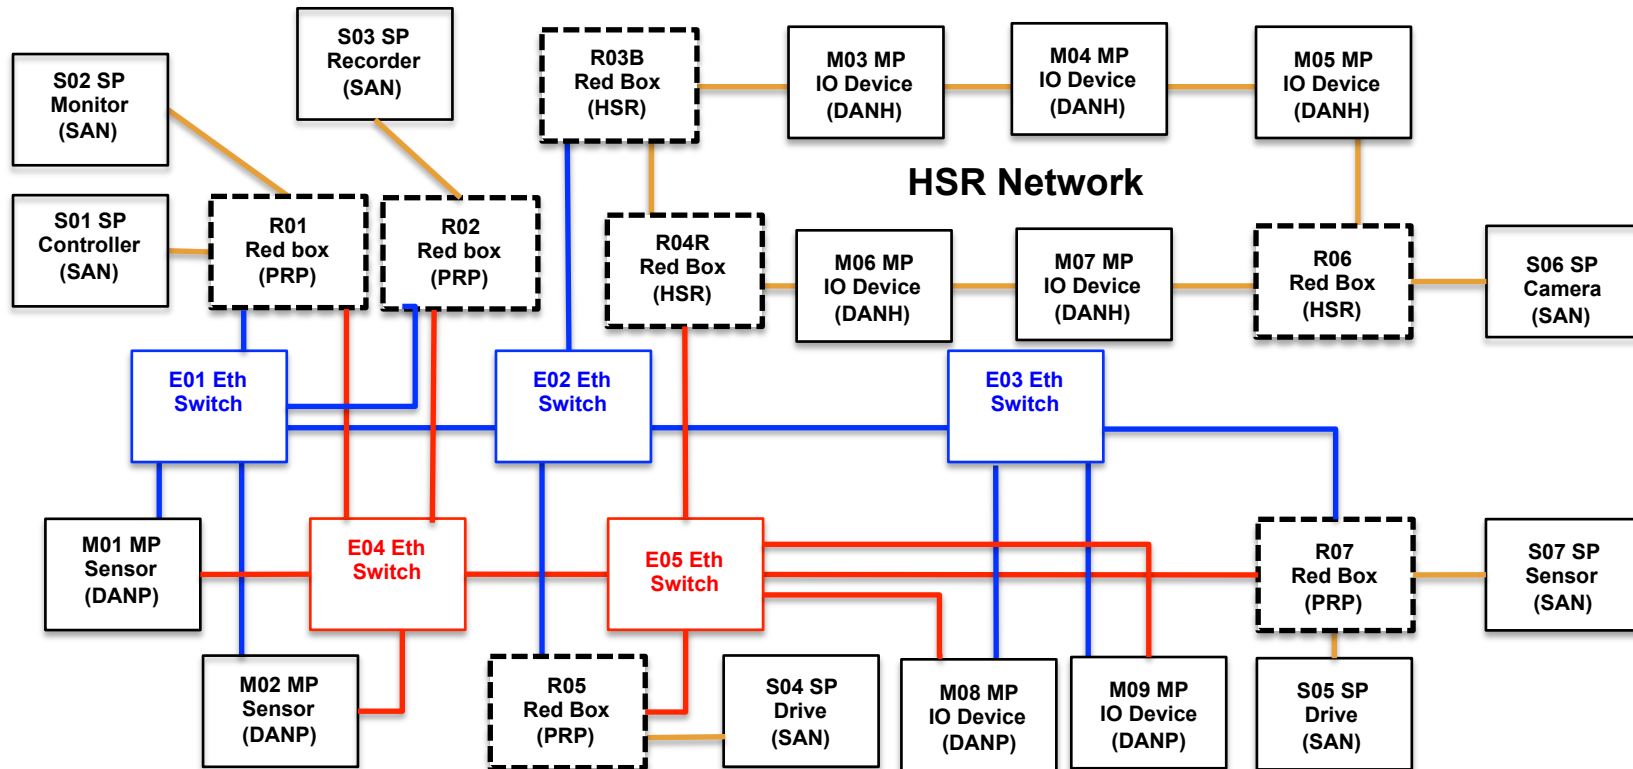 S03 SP
Recorder
(SAN)
R03B
Red Box
(HSR)
M03 MP
IO Device
(DANH)
M04 MP
IO Device
(DANH)
M05 MP
IO Device
(DANH)
S02 SP
Monitor
(SAN)
HSR Network
S01 SP
Controller
(SAN)
R01
Red box
(PRP)
R02
Red box
(PRP)
R04R
Red Box
(HSR)
M06 MP
IO Device
(DANH)
M07 MP
IO Device
(DANH)
R06
Red Box
(HSR)
S06 SP
Camera
(SAN)
E01 Eth
Switch
E02 Eth
Switch
E03 Eth
Switch
M01 MP
Sensor
(DANP)
E04 Eth
Switch
E05 Eth
Switch
R07
Red Box
(PRP)
S07 SP
Sensor
(SAN)
M02 MP
Sensor
(DANP)
R05
Red Box
(PRP)
S04 SP
Drive
(SAN)
M08 MP
IO Device
(DANP)
M09 MP
IO Device
(DANP)
S05 SP
Drive
(SAN)